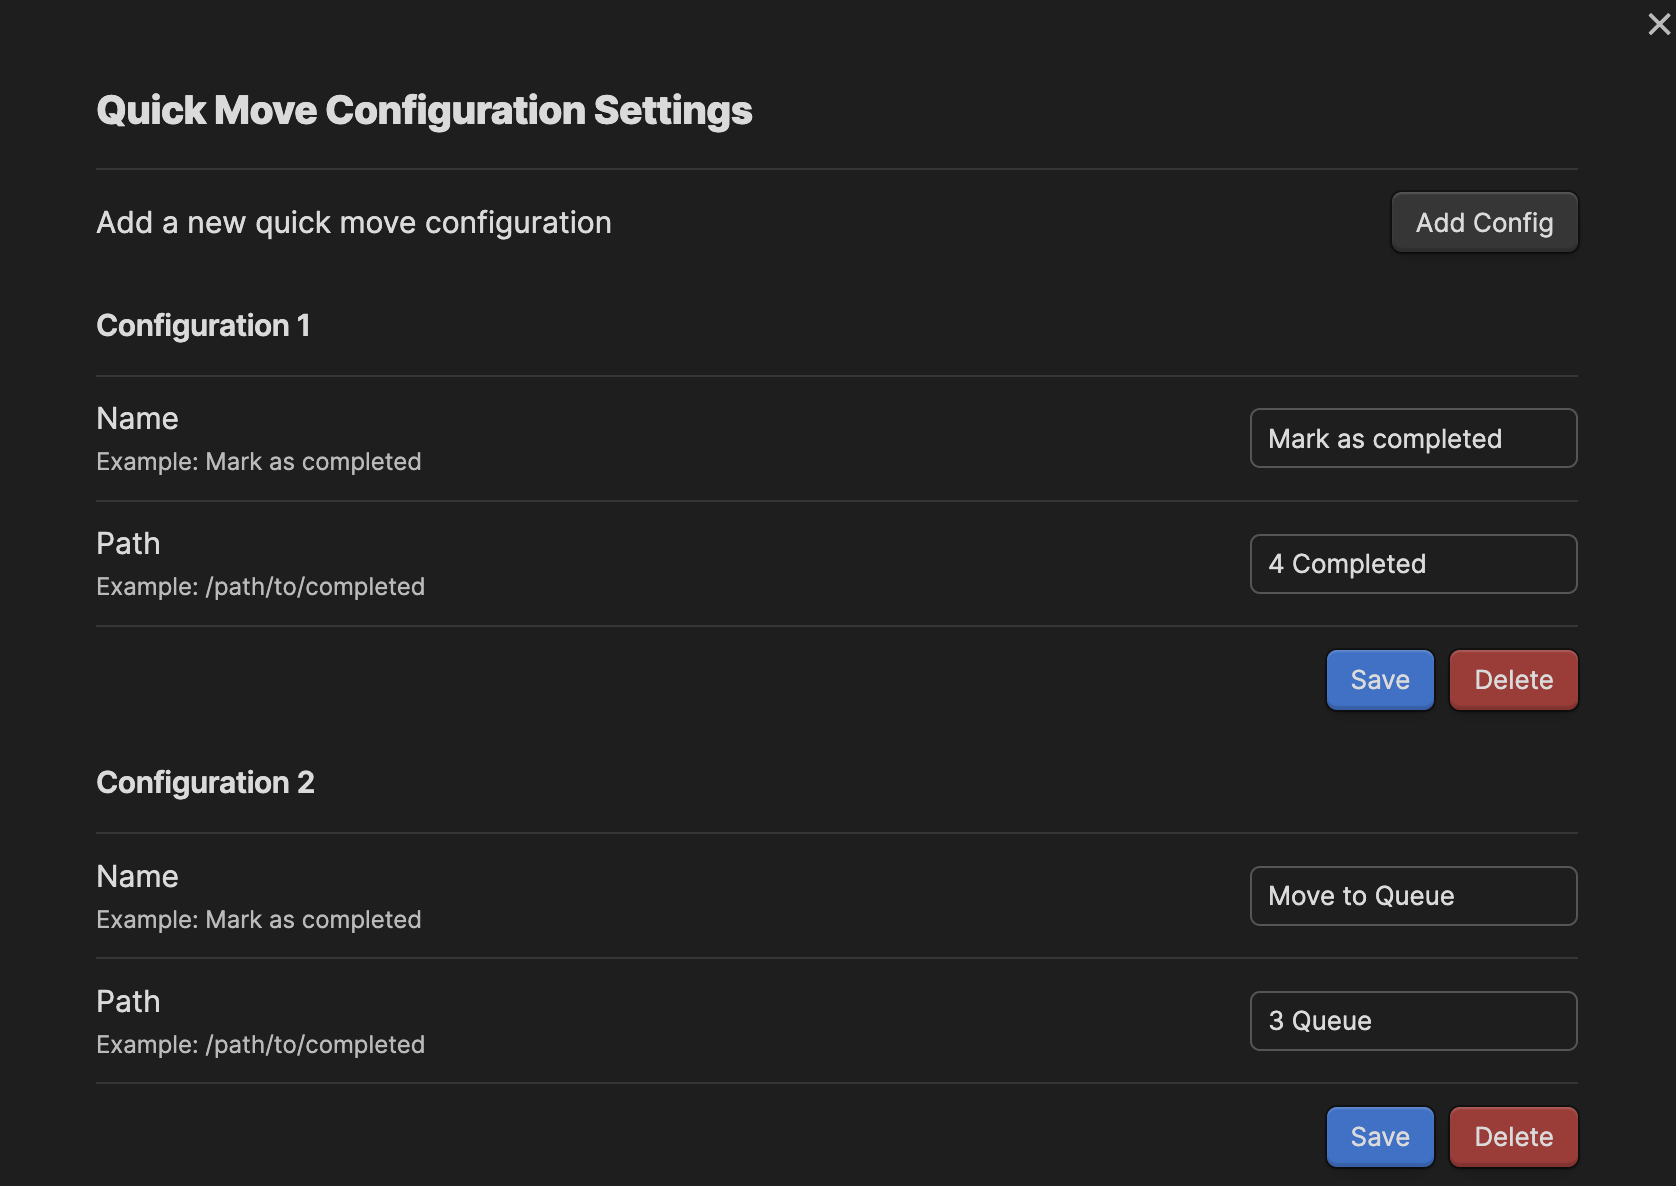 Quick Move Configuration Settings
Add a new quick move configuration
Add Config
Configuration 1
Name
Example: Mark as completed
Mark as completed
Path
Example: /path/to/completed
4 Completed
Save
Delete
Configuration 2
Name
Example: Mark as completed
Move to Queue
Path
Example: /path/to/completed
3 Queue
Save
Delete